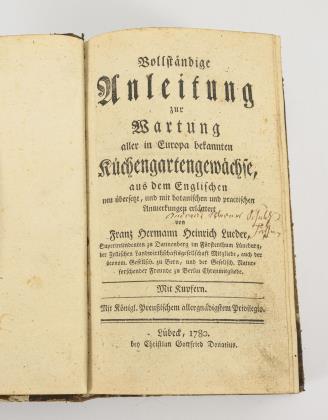 Vollständige
Anleitung
zur
Wartung
aller in Europa bekannten
Küchengartengewächse,
aus dem Englischen
neu übersetzt, und mit botanischen und practischen
Anmerkungen erläutert
von
Franz Hermann Heinrich Lueder,
Superintendenten zu Dannenberg im Fürstenthum Lüneburg,
der Zellischen Landwirthschaftsgesellschaft Mitgliede, auch der
öconom. Gesellsch. zu Bern, und der Gesellsch. Natur-
forschender Freunde zu Berlin Ehrenmitgliede.
Mit Kupfern.
Mit Königl. Preußischem allergnädigstem Privilegio.
Lübeck, 1780.
bey Christian Gottfried Donatius.